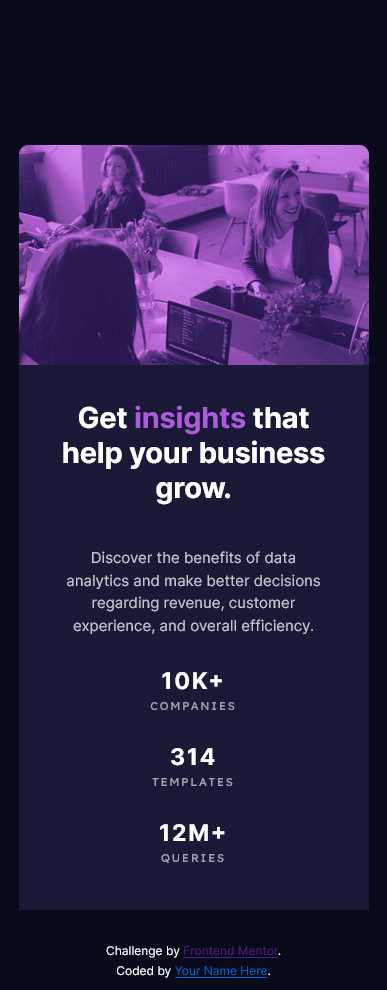 Get insights that
help your business
grow.
Discover the benefits of data
analytics and make better decisions
regarding revenue, customer
experience, and overall efficiency.
10K+
COMPANIES
314
TEMPLATES
12M+
QUERIES
Challenge by Frontend Mentor.
Coded by Your Name Here.